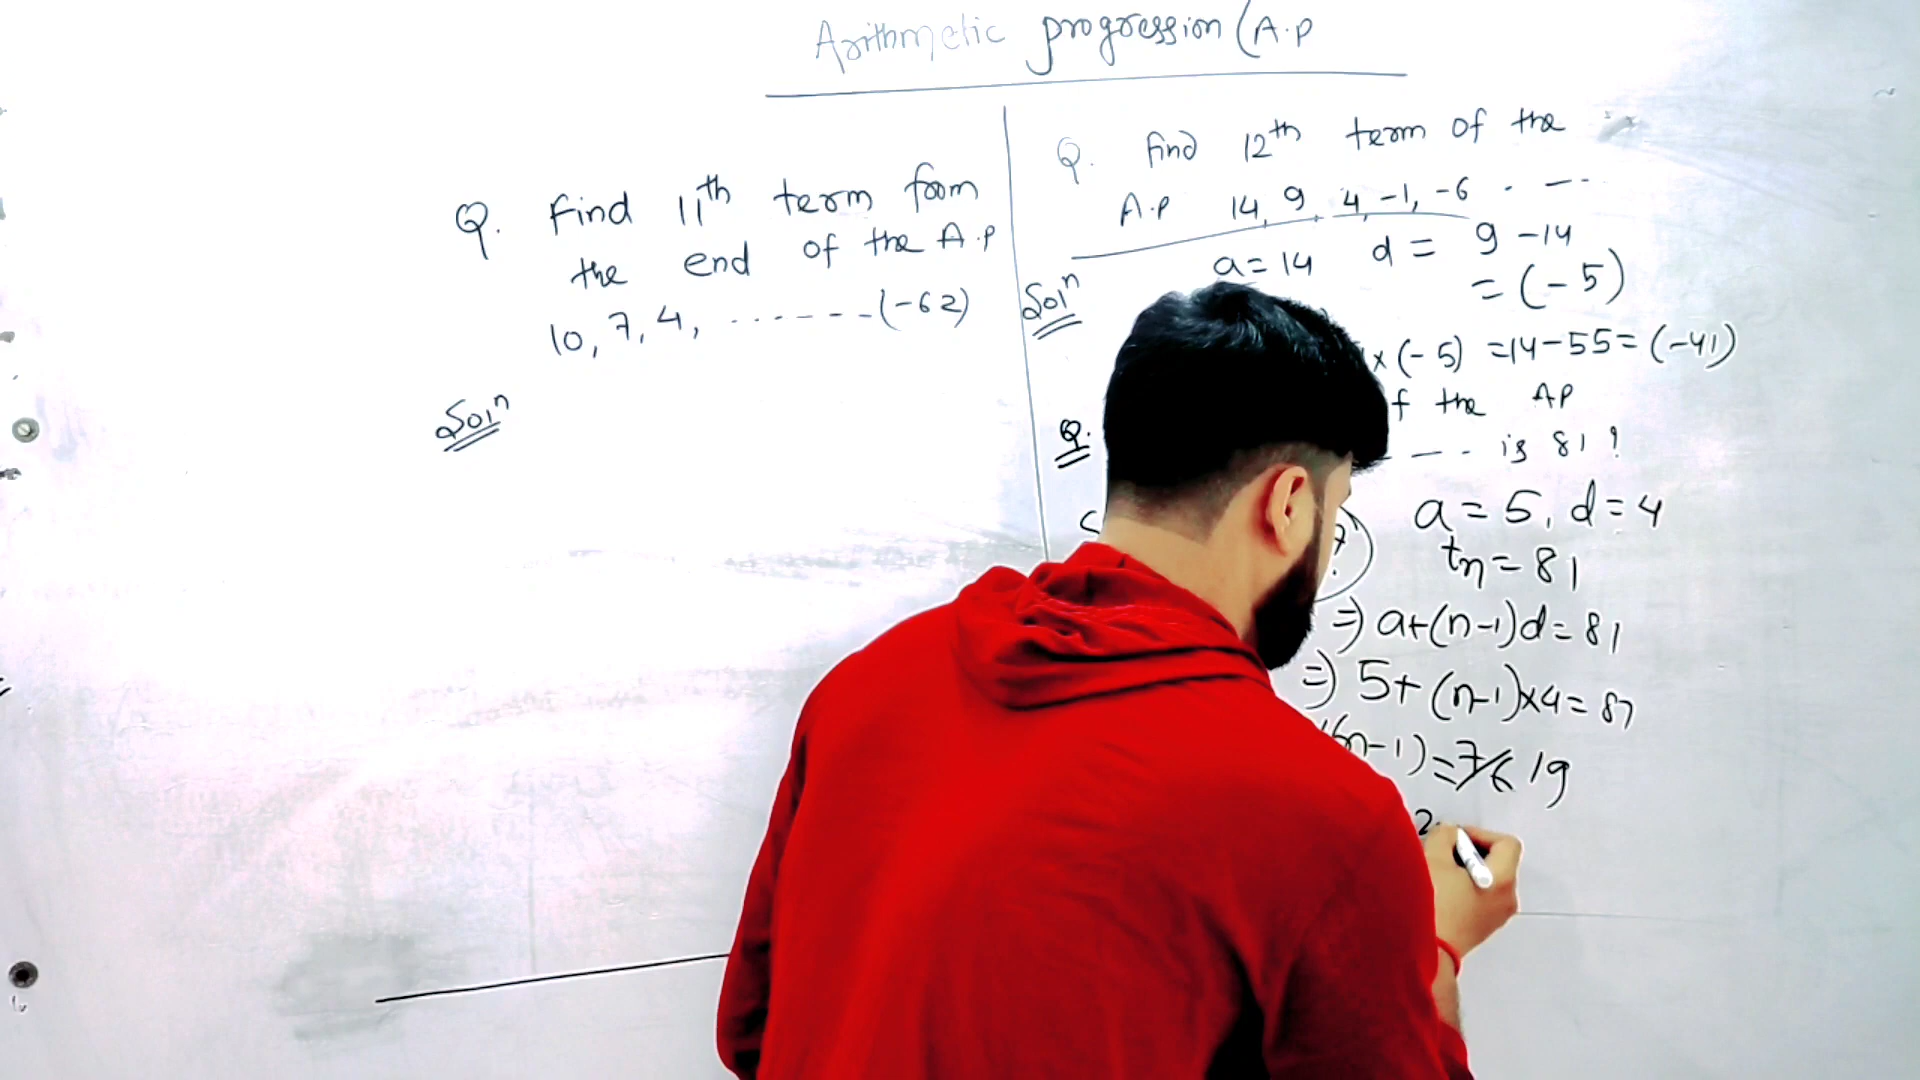 Arithmetic progression (A.P
Q. Find 11th term from
the end of the A.P
10, 7, 4, ------(-62)
Soln
Q. Find 12th term of the
A.P 14, 9, 4, -1, -6 . ---
Soln a = 14 d = 9 - 14
= (-5)
x (-5) = 14 - 55 = (-41)
Q. f the AP
--- . is 81 ?
a = 5, d = 4
? tn = 81
=) a+(n-1)d = 81
=) 5+(n-1)x4 = 81
(n-1) = 76 19
2